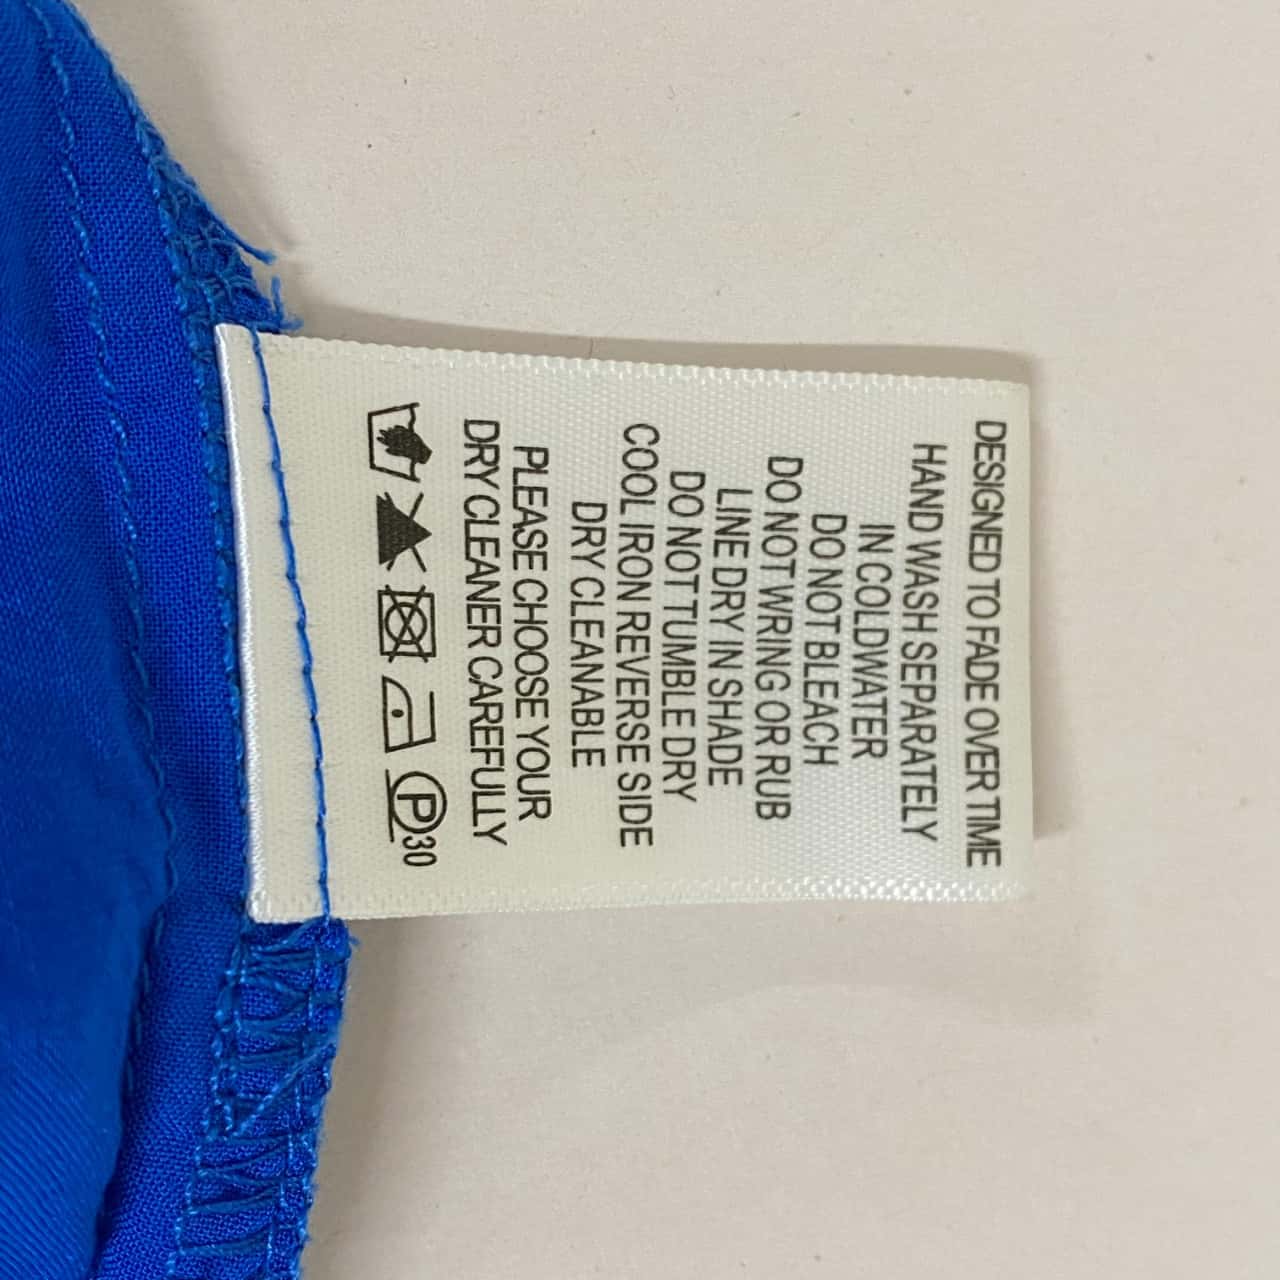 DESIGNED TO FADE OVER TIME
HAND WASH SEPARATELY
IN COLDWATER
DO NOT BLEACH
DO NOT WRING OR RUB
LINE DRY IN SHADE
DO NOT TUMBLE DRY
COOL IRON REVERSE SIDE
DRY CLEANABLE
PLEASE CHOOSE YOUR
DRY CLEANER CAREFULLY
P 30